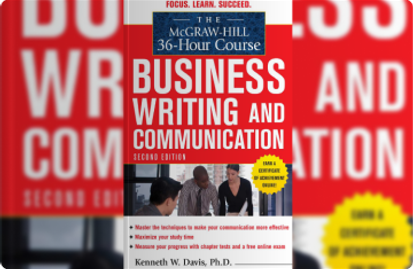 FOCUS. LEARN. SUCCEED.
THE
McGRAW-HILL
36-Hour Course
BUSINESS
WRITING AND
COMMUNICATION
SECOND EDITION
EARN A
CERTIFICATE
OF ACHIEVEMENT
ONLINE!
• Master the techniques to make your communication more effective
• Maximize your study time
• Measure your progress with chapter tests and a free online exam
Kenneth W. Davis, Ph.D.